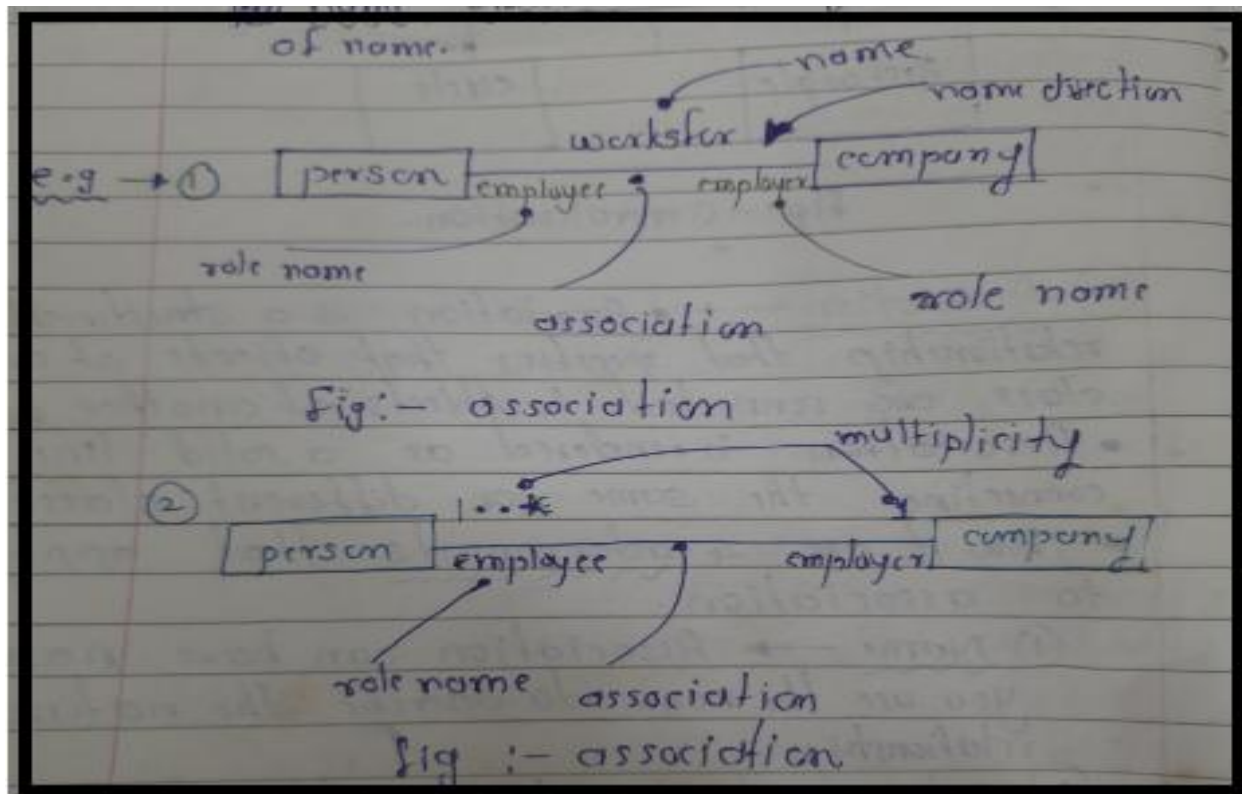 of name.
name
name direction
worksfor
e.g → ① person company
employee employer
role name
role name
association
fig:- association
multiplicity
② 1..* 1
person company
employee employer
role name
association
fig :- association